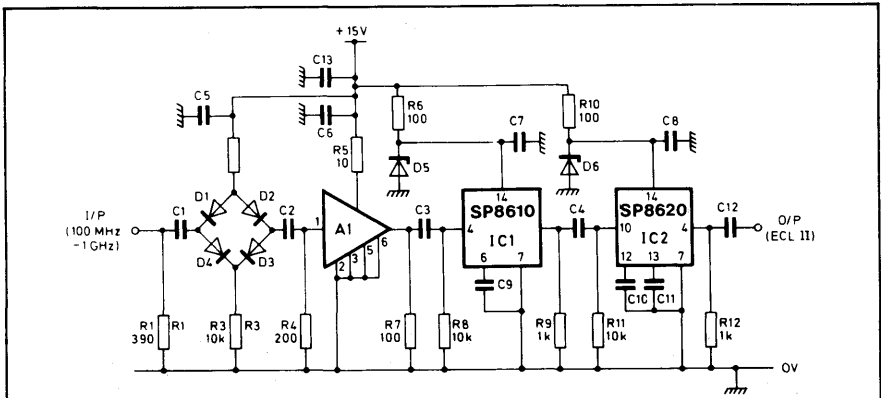 +15V
C13
C5
C6
R6
100
R10
100
C7
C8
R5
10
D5
D6
D1
D2
14
14
SP8610
SP8620
I/P
(100 MHz
-1GHz)
C1
C2
1
A1
6
2
3
5
C3
4
IC1
C4
10
IC2
4
C12
O/P
(ECL II)
D4
D3
6
7
12
13
7
C9
C10
C11
R1
390
R1
R3
10k
R3
R4
200
R7
100
R8
10k
R9
1k
R11
10k
R12
1k
0V